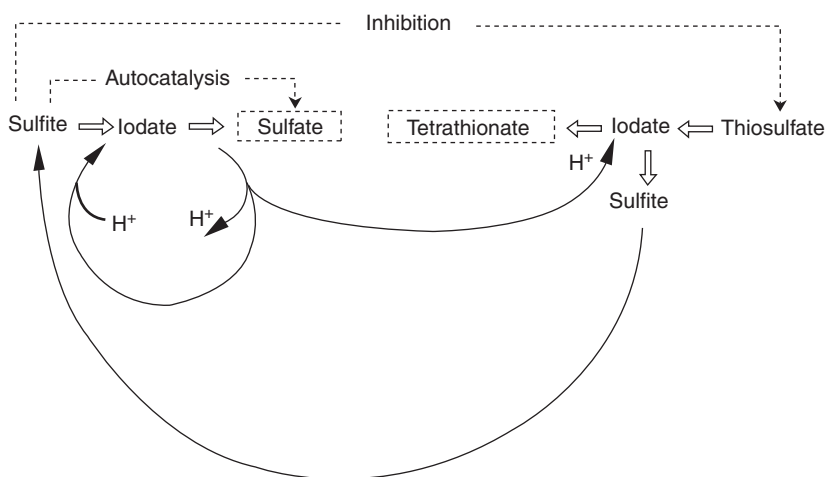 Inhibition
Autocatalysis
Sulfite Iodate Sulfate Tetrathionate Iodate Thiosulfate
H⁺
Sulfite
H⁺ H⁺